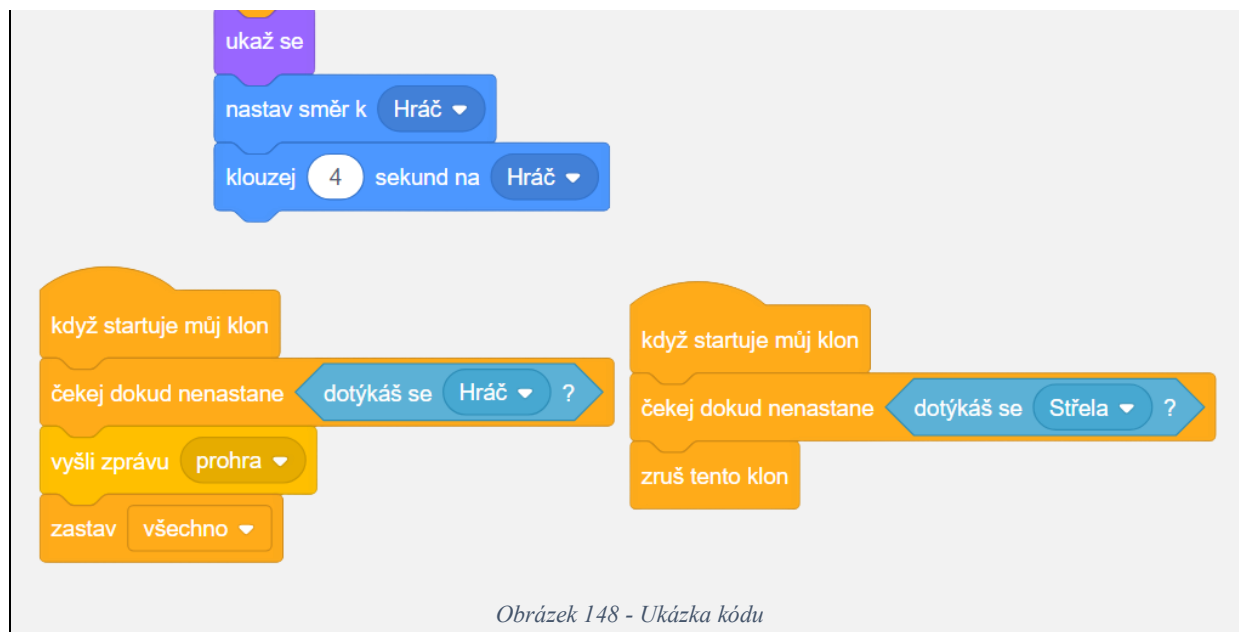 ukaž se
nastav směr k Hráč
klouzej 4 sekund na Hráč
když startuje můj klon
čekej dokud nenastane dotýkáš se Hráč ?
vyšli zprávu prohra
zastav všechno
když startuje můj klon
čekej dokud nenastane dotýkáš se Střela ?
zruš tento klon
Obrázek 148 - Ukázka kódu